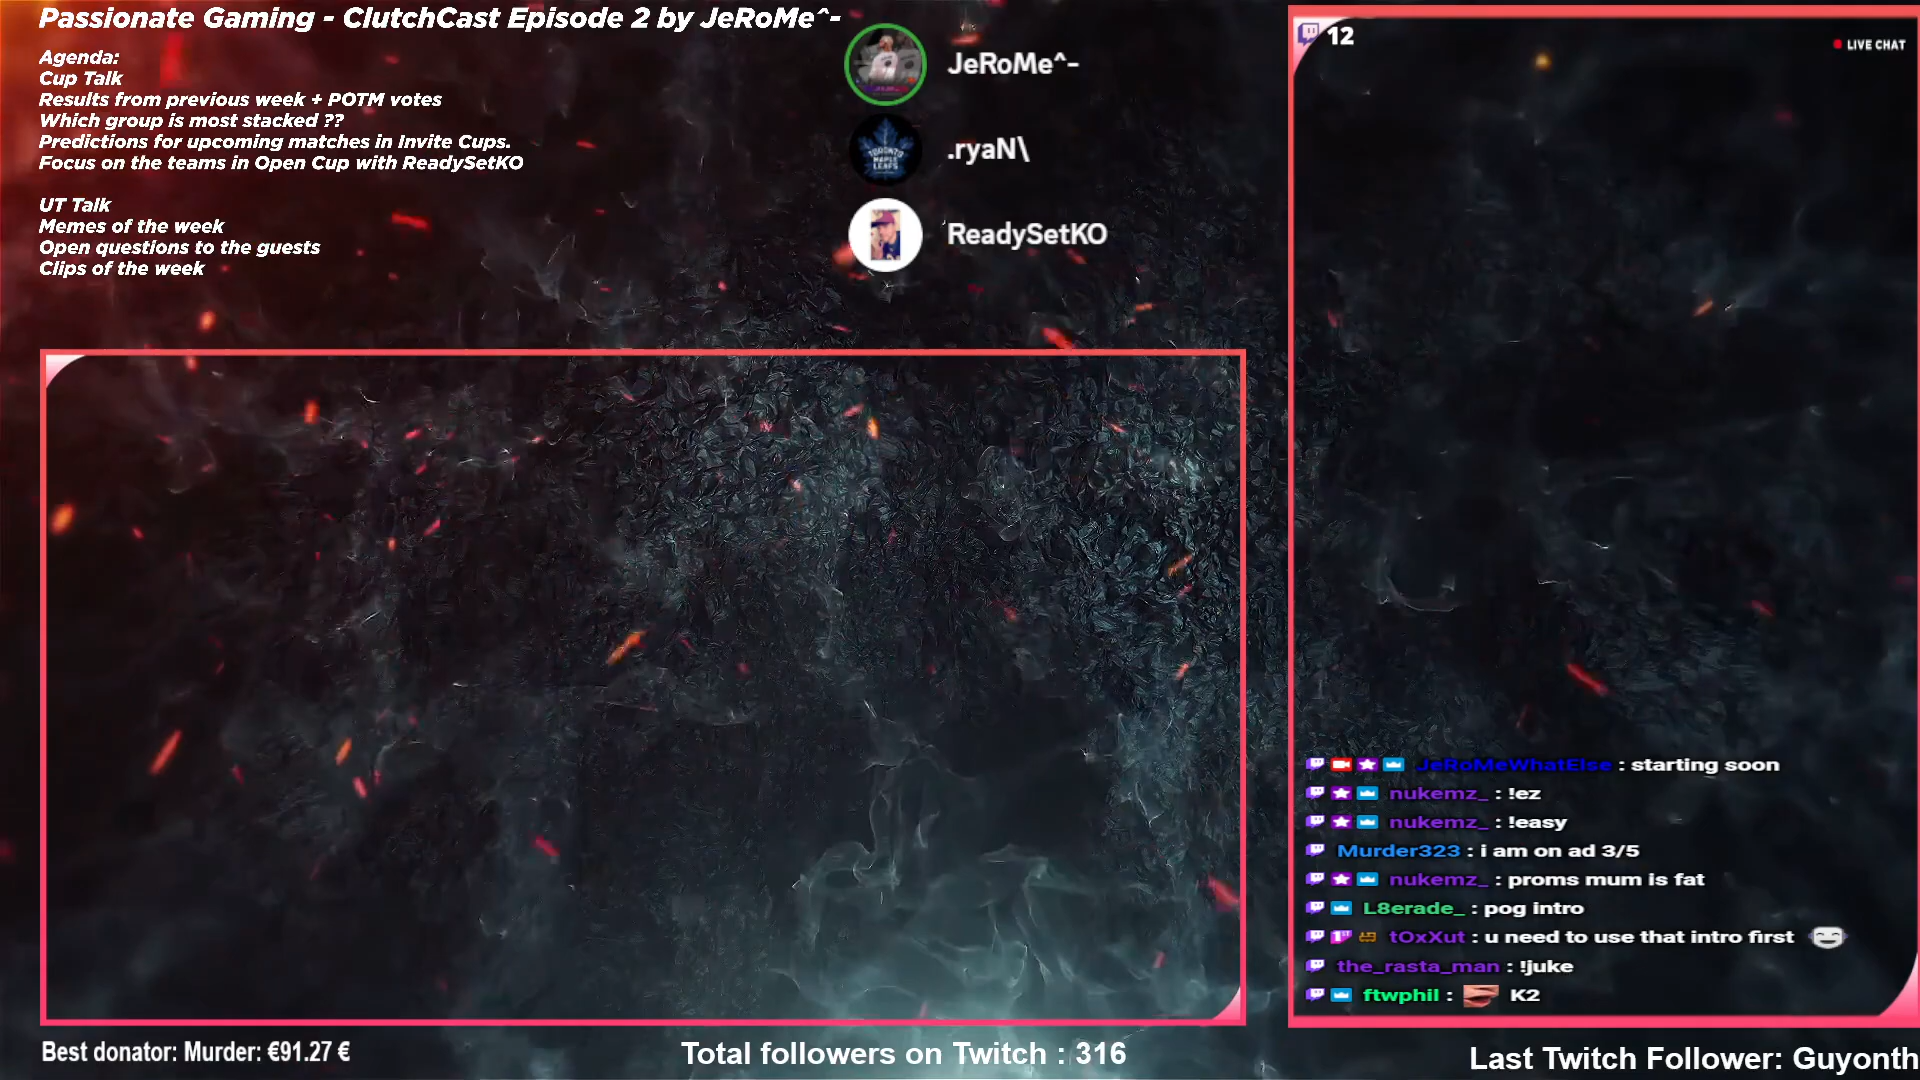 Passionate Gaming - ClutchCast Episode 2 by JeRoMe^-
Agenda:
Cup Talk
Results from previous week + POTM votes
Which group is most stacked ??
Predictions for upcoming matches in Invite Cups.
Focus on the teams in Open Cup with ReadySetKO
UT Talk
Memes of the week
Open questions to the guests
Clips of the week
JeRoMe^-
TORONTO
MAPLE
LEAFS
.ryaN\
ReadySetKO
12
LIVE CHAT
JeRoMeWhatElse : starting soon
nukemz_ : !ez
nukemz_ : !easy
Murder323 : i am on ad 3/5
nukemz_ : proms mum is fat
L8erade_ : pog intro
tOxXut : u need to use that intro first
the_rasta_man : !juke
ftwphil : K2
Best donator: Murder: €91.27 €
Total followers on Twitch : 316
Last Twitch Follower: Guyonth